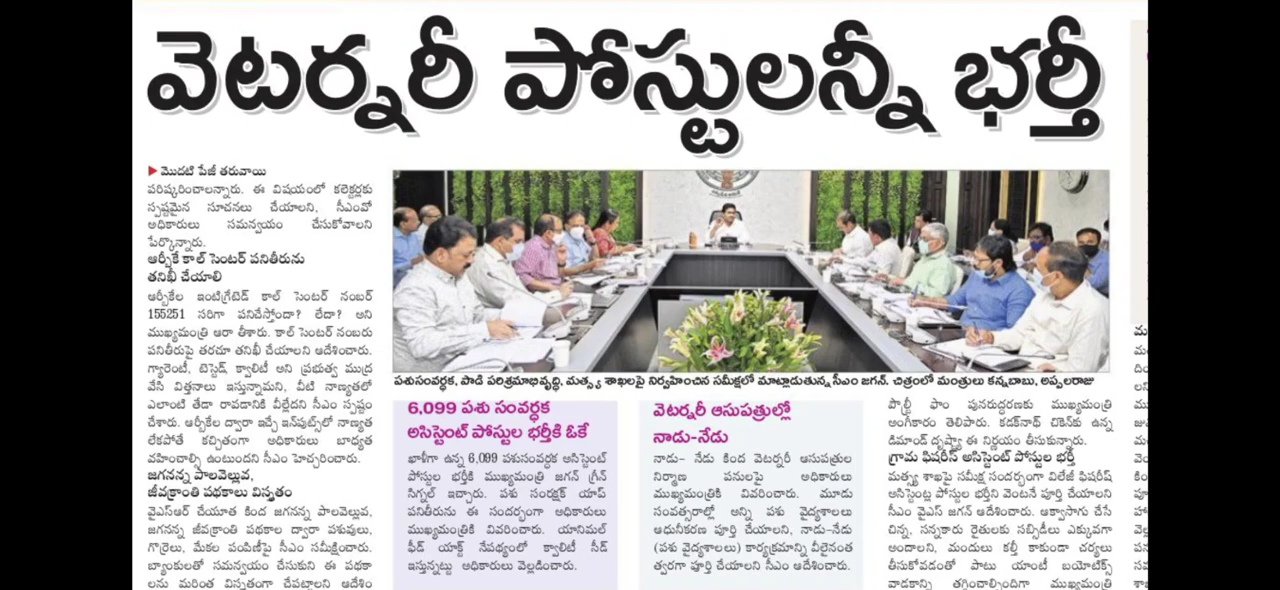 వెటర్నరీ పోస్టులన్నీ భర్తీ
▶ మొదటి పేజీ తరువాయి
పరిష్కరించాలన్నారు. ఈ విషయంలో కలెక్టర్లకు
స్పష్టమైన సూచనలు చేయాలని, సీఎంవో
అధికారులు సమన్వయం చేసుకోవాలని
పేర్కొన్నారు.
ఆర్బీకే కాల్ సెంటర్ పనితీరును
తనిఖీ చేయాలి
ఆర్బీకేల ఇంటిగ్రేటెడ్ కాల్ సెంటర్ నంబర్
155251 సరిగా పనిచేస్తోందా? లేదా? అని
ముఖ్యమంత్రి ఆరా తీశారు. కాల్ సెంటర్ నంబరు
పనితీరుపై తరచూ తనిఖీ చేయాలని ఆదేశించారు.
గ్యారెంటీ, టెస్టెడ్, క్వాలిటీ అని ప్రభుత్వ ముద్ర
వేసి విత్తనాలు ఇస్తున్నామని, వీటి నాణ్యతలో
ఎలాంటి తేడా రావడానికి వీల్లేదని సీఎం స్పష్టం
చేశారు. ఆర్బీకేల ద్వారా ఇచ్చే ఇన్‌పుట్స్‌లో నాణ్యత
లేకపోతే కచ్చితంగా అధికారులు బాధ్యత
వహించాల్సి ఉంటుందని సీఎం హెచ్చరించారు.
జగనన్న పాలవెల్లువ,
జీవక్రాంతి పథకాలు విస్తృతం
వైఎస్ఆర్ చేయూత కింద జగనన్న పాలవెల్లువ,
జగనన్న జీవక్రాంతి పథకాల ద్వారా పశువులు,
గొర్రెలు, మేకల పంపిణీపై సీఎం సమీక్షించారు.
బ్యాంకులతో సమన్వయం చేసుకుని ఈ పథకా
లను మరింత విస్తృతంగా చేపట్టాలని ఆదేశిం
పశుసంవర్ధక, పాడి పరిశ్రమాభివృద్ధి, మత్స్య శాఖలపై నిర్వహించిన సమీక్షలో మాట్లాడుతున్న సీఎం జగన్. చిత్రంలో మంత్రులు కన్నబాబు, అప్పలరాజు
6,099 పశు సంవర్ధక
అసిస్టెంట్ పోస్టుల భర్తీకి ఓకే
ఖాళీగా ఉన్న 6,099 పశుసంవర్ధక అసిస్టెంట్
పోస్టుల భర్తీకి ముఖ్యమంత్రి జగన్ గ్రీన్
సిగ్నల్ ఇచ్చారు. పశు సంరక్షక్ యాప్
పనితీరును ఈ సందర్భంగా అధికారులు
ముఖ్యమంత్రికి వివరించారు. యానిమల్
ఫీడ్ యాక్ట్ నేపథ్యంలో క్వాలిటీ సీడ్
ఇస్తున్నట్టు అధికారులు వెల్లడించారు.
వెటర్నరీ ఆసుపత్రుల్లో
నాడు-నేడు
నాడు- నేడు కింద వెటర్నరీ ఆసుపత్రుల
నిర్మాణ పనులపై అధికారులు
ముఖ్యమంత్రికి వివరించారు. మూడు
సంవత్సరాల్లో అన్ని పశు వైద్యశాలలు
ఆధునీకరణ పూర్తి చేయాలని, నాడు-నేడు
(పశు వైద్యశాలలు) కార్యక్రమాన్ని వీలైనంత
త్వరగా పూర్తి చేయాలని సీఎం ఆదేశించారు.
పౌల్ట్రీ ఫాం పునరుద్ధరణకు ముఖ్యమంత్రి
అంగీకారం తెలిపారు. కడక్‌నాథ్ చికెన్‌కు ఉన్న
డిమాండ్ దృష్ట్యా ఈ నిర్ణయం తీసుకున్నారు.
గ్రామ ఫిషరీస్ అసిస్టెంట్ పోస్టుల భర్తీ
మత్స్య శాఖపై సమీక్ష సందర్భంగా విలేజీ ఫిషరీష్
అసిస్టెంట్ల పోస్టుల భర్తీని వెంటనే పూర్తి చేయాలని
సీఎం వైఎస్ జగన్ ఆదేశించారు. ఆక్వాసాగు చేసే
చిన్న, సన్నకారు రైతులకు సబ్సిడీలు ఎక్కువగా
అందాలని, మందులు కల్తీ కాకుండా చర్యలు
తీసుకోవడంతో పాటు యాంటీ బయోటిక్స్
వాడకాన్ని తగ్గించాల్సిందిగా ముఖ్యమంత్రి